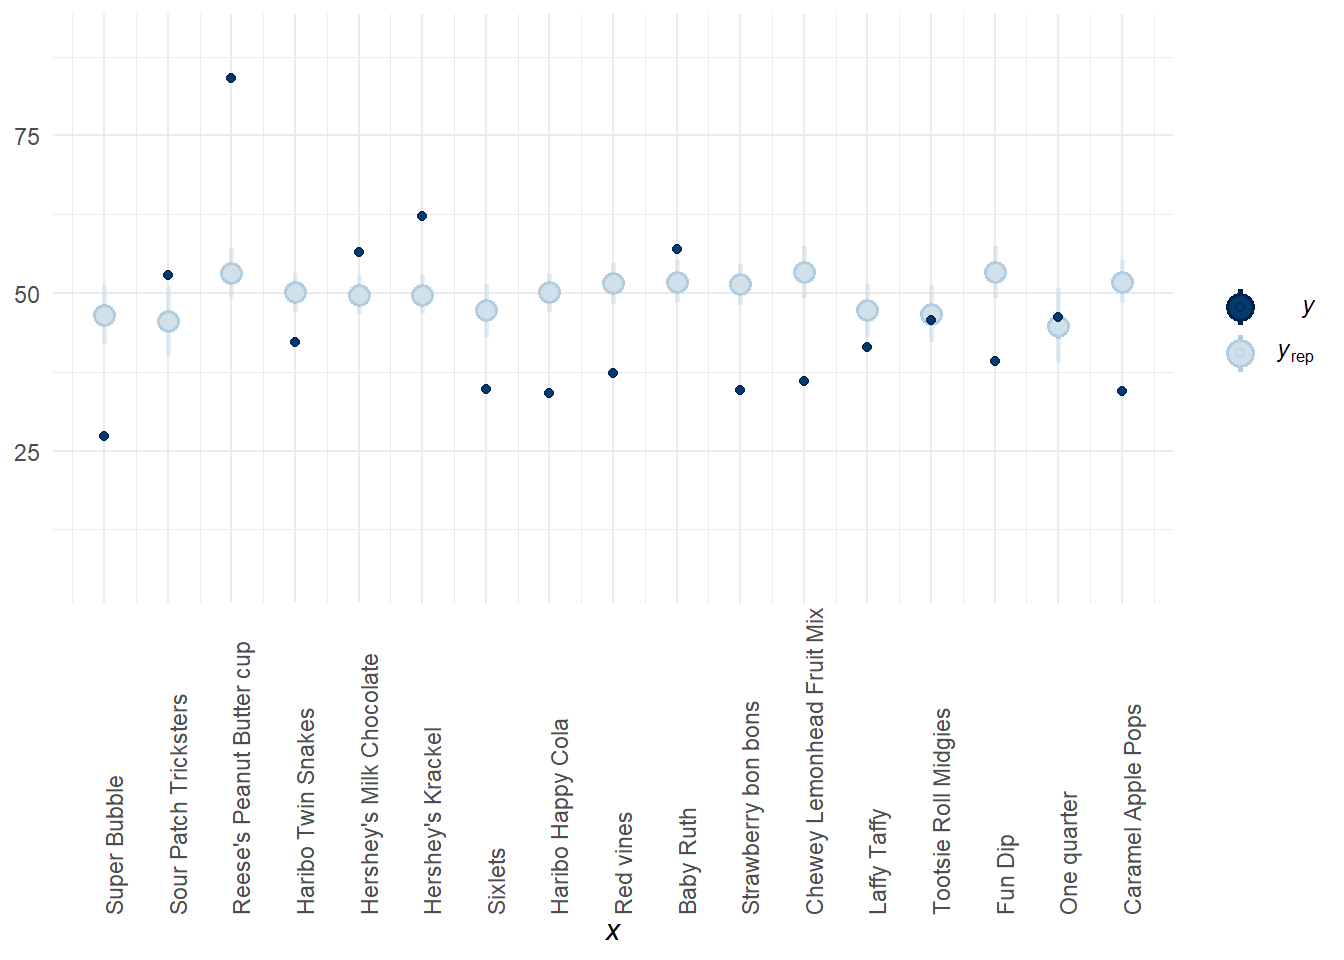 75
50
25
y
yrep
Super Bubble
Sour Patch Tricksters
Reese's Peanut Butter cup
Haribo Twin Snakes
Hershey's Milk Chocolate
Hershey's Krackel
Sixlets
Haribo Happy Cola
Red vines
Baby Ruth
Strawberry bon bons
Chewey Lemonhead Fruit Mix
Laffy Taffy
Tootsie Roll Midgies
Fun Dip
One quarter
Caramel Apple Pops
x